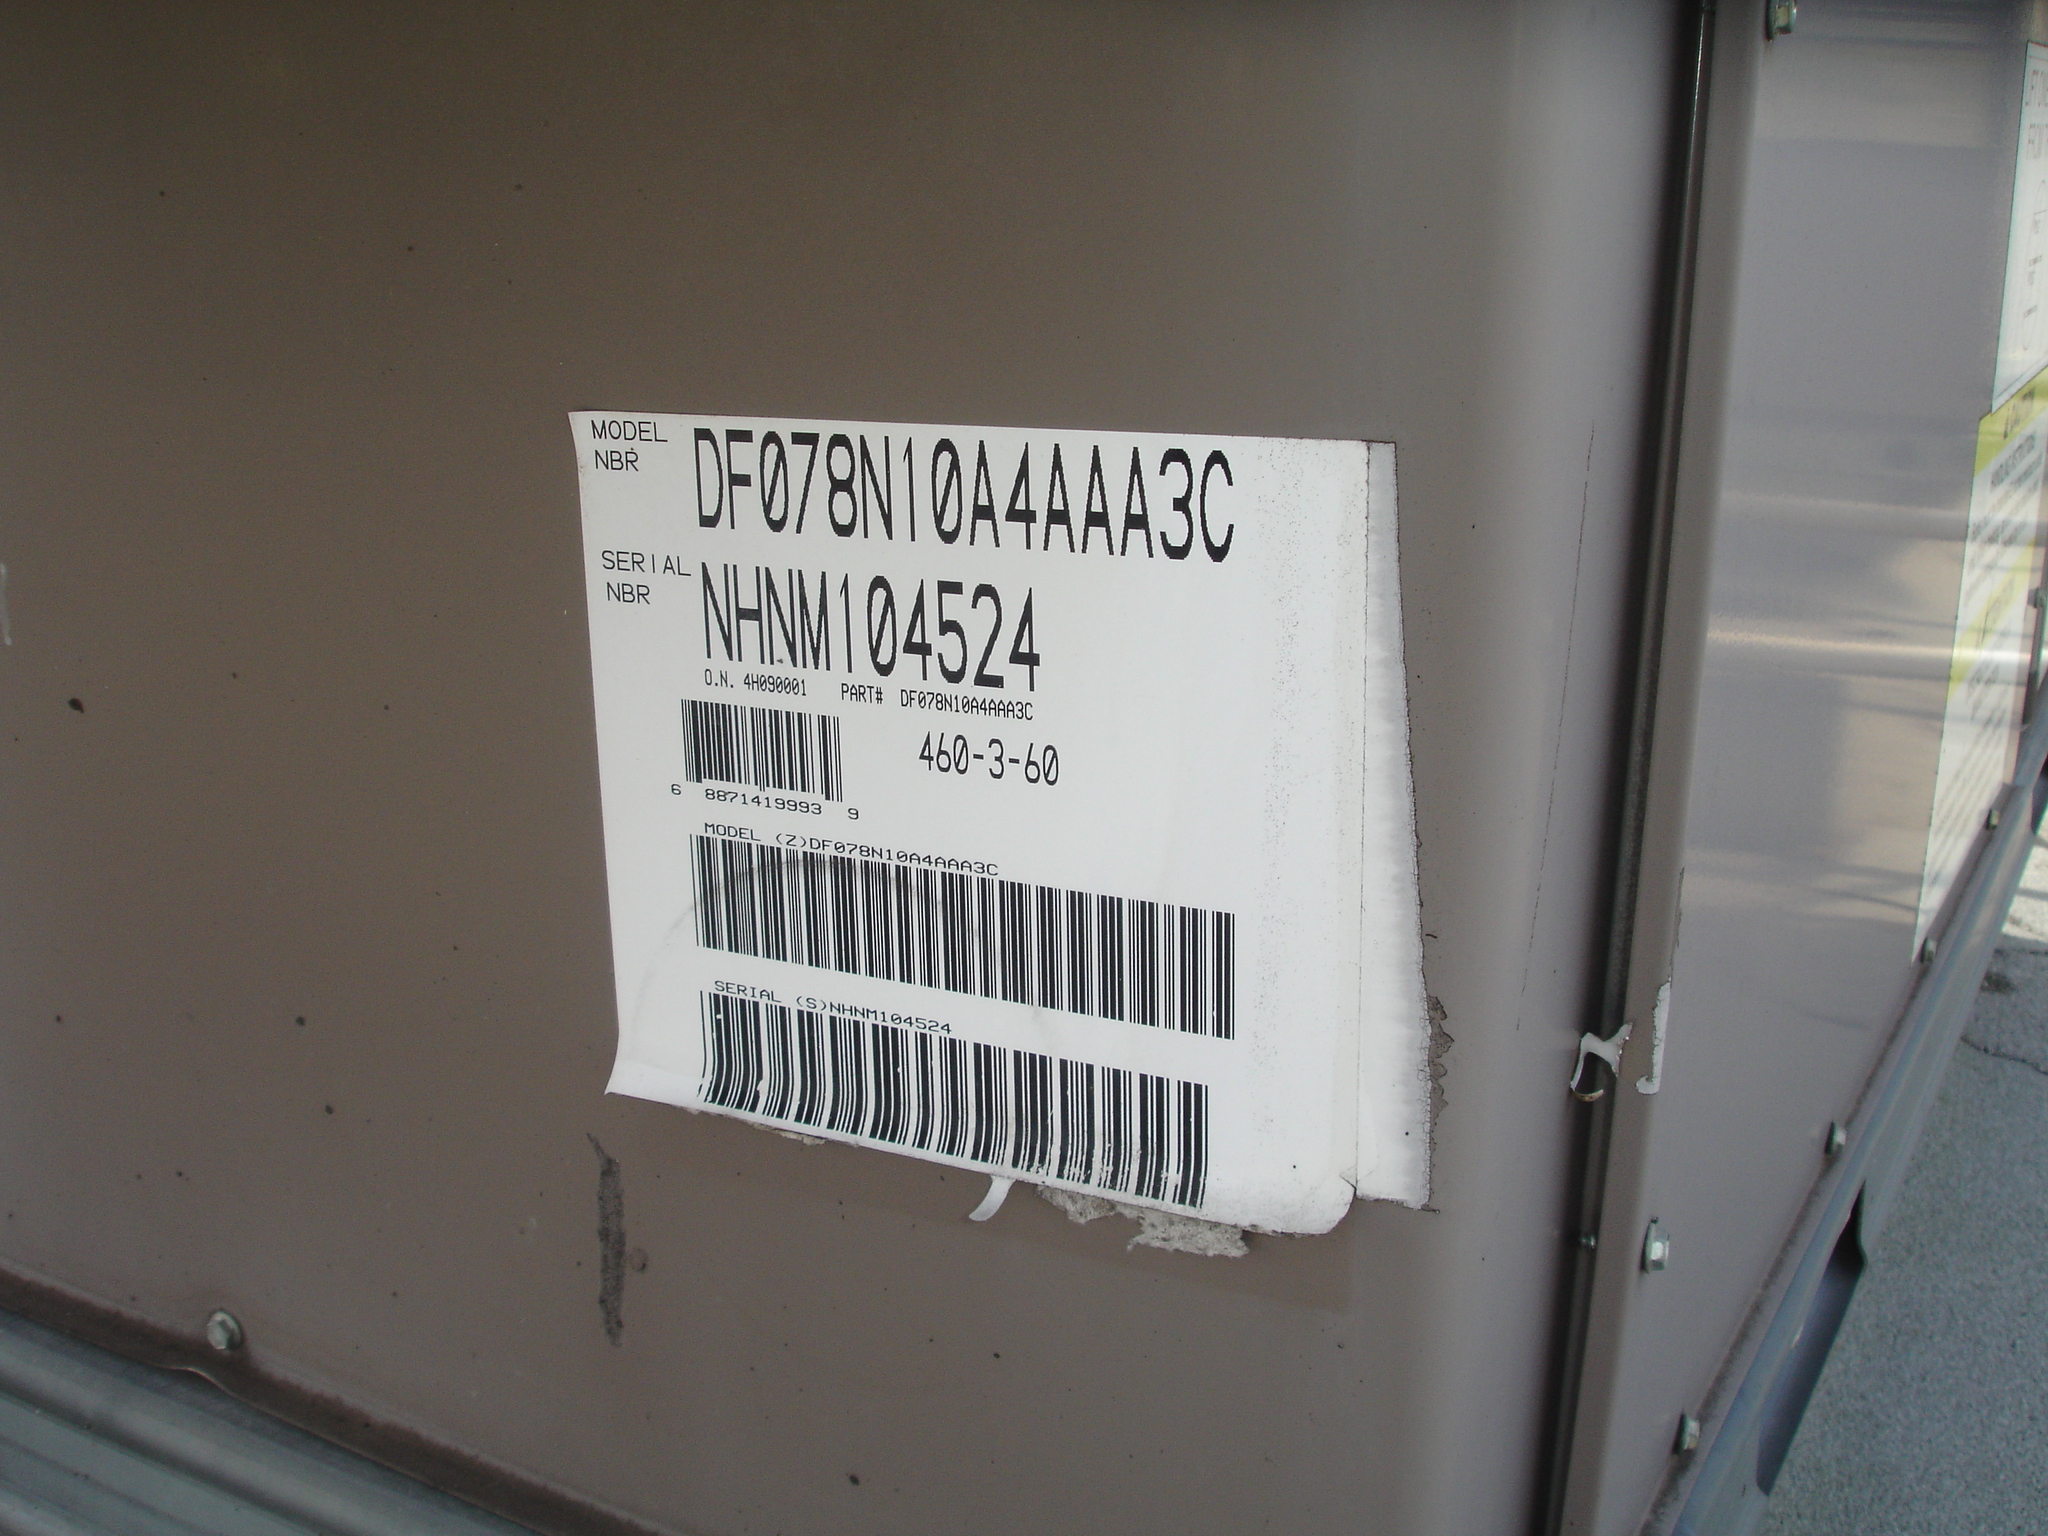 MODEL NBR DF078N10A4AAA3C
SERIAL NBR NHNM104524
O.N. 4H090001 PART# DF078N10A4AAA3C
460-3-60
6 8871419993 9
MODEL (Z)DF078N10A4AAA3C
SERIAL (S)NHNM104524